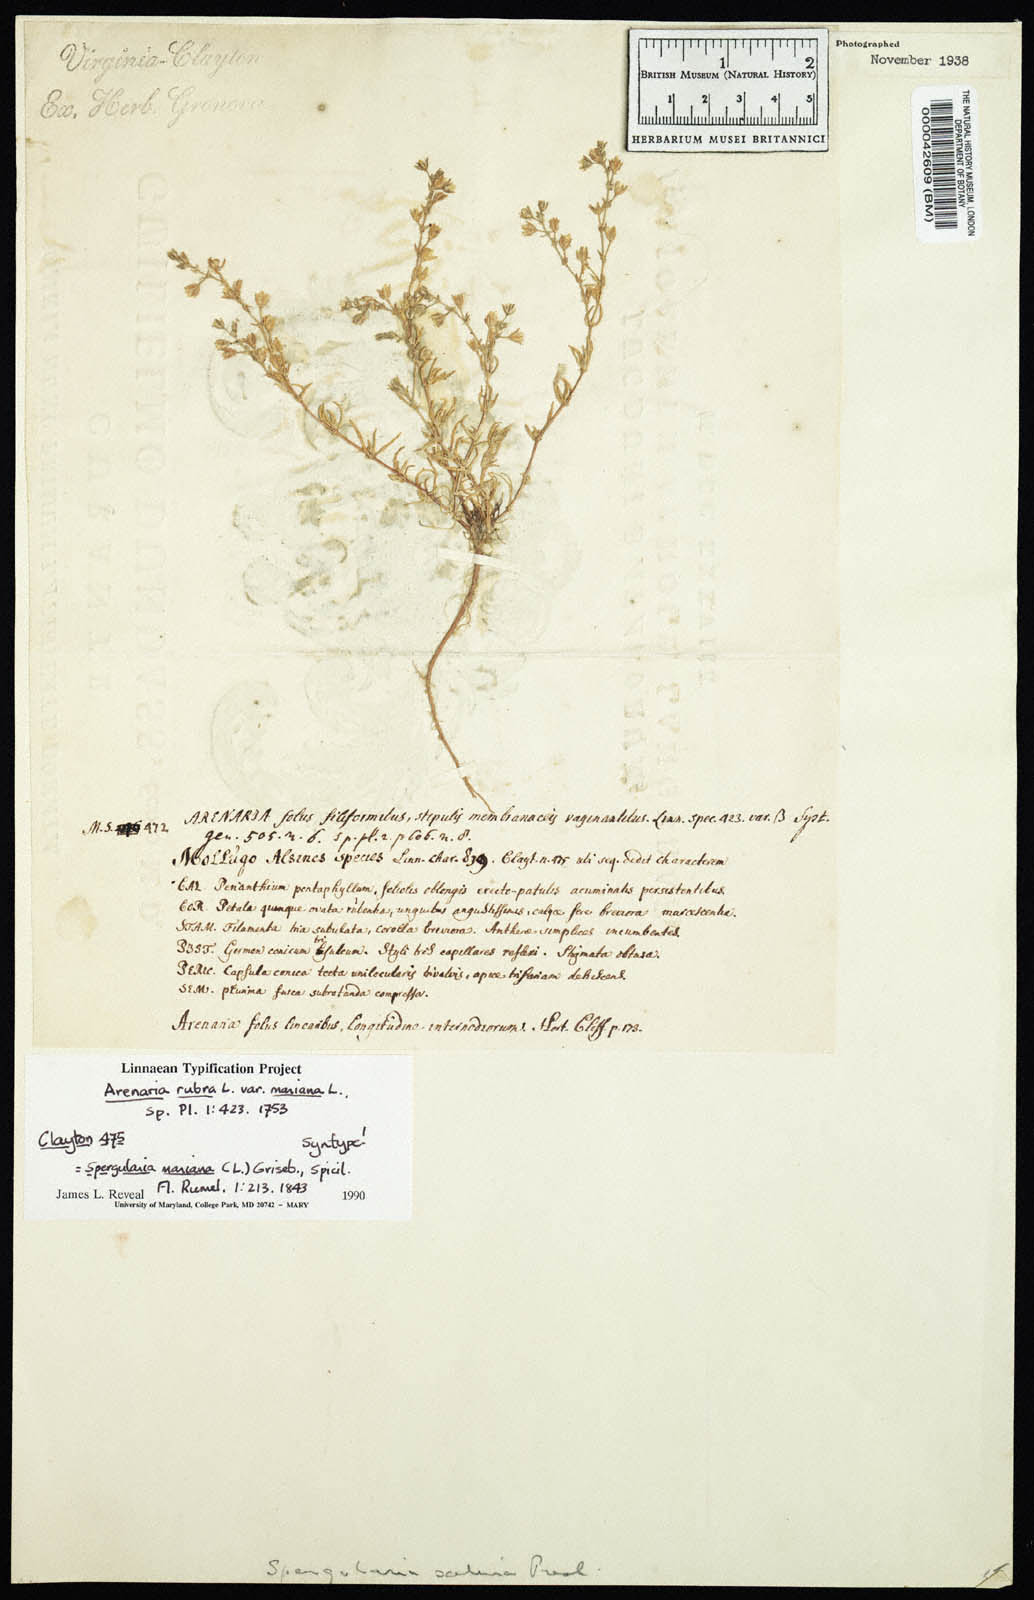 Virginia-Clayton
Ex. Herb. Gronovii
1 2
BRITISH MUSEUM (NATURAL HISTORY)
1 2 3 4 5
HERBARIUM MUSEI BRITANNICI
Photographed
November 1938
THE NATURAL HISTORY MUSEUM, LONDON
DEPARTMENT OF BOTANY
000042609 (BM)
M.S. 472
ARENARIA foliis filiformibus, stipulis membranaceis vaginantibus. Linn. spec. 423. var. β Syst.
gen. 505. n. 6. sp. pl. 2. p 606. n. 8.
Mollugo Alsines species Linn. char. 839. Clayt. n. 475 uti seq. dedit characterem
CAL. Perianthium pentaphyllum, foliolis oblongis erecto-patulis acuminatis persistentibus.
COR. Petala quinque ovata rubentia, unguibus angustissimis, calyce fere breviora marcescentia.
STAM. Filamenta tria subulata, corolla breviora. Antherae simplices incumbentes.
PIST. Germen conicum trisulcum. Styli tres capillares reflexi. Stigmata obtusa.
PERIC. Capsula conica tecta unilocularis trivalvis, apice trifariam dehiscens.
SEM. plurima fusca subrotunda compressa.
Arenaria foliis linearibus, longitudine internodiorum. Hort. Cliff. p. 173.
Linnaean Typification Project
Arenaria rubra L. var. mariana L.,
Sp. Pl. 1:423. 1753
Clayton 475 Syntype!
= Spergularia mariana (L.) Griseb., Spicil.
Fl. Rumel. 1:213. 1843
James L. Reveal 1990
University of Maryland, College Park, MD 20742 – MARY
Spergularia salina Presl.